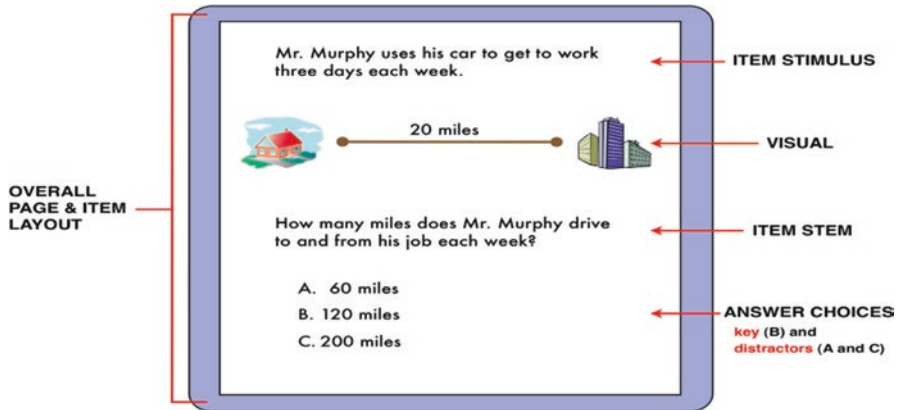 Mr. Murphy uses his car to get to work
three days each week.
ITEM STIMULUS
20 miles
VISUAL
OVERALL
PAGE & ITEM
LAYOUT
How many miles does Mr. Murphy drive
to and from his job each week?
ITEM STEM
A. 60 miles
B. 120 miles
C. 200 miles
ANSWER CHOICES
key (B) and
distractors (A and C)